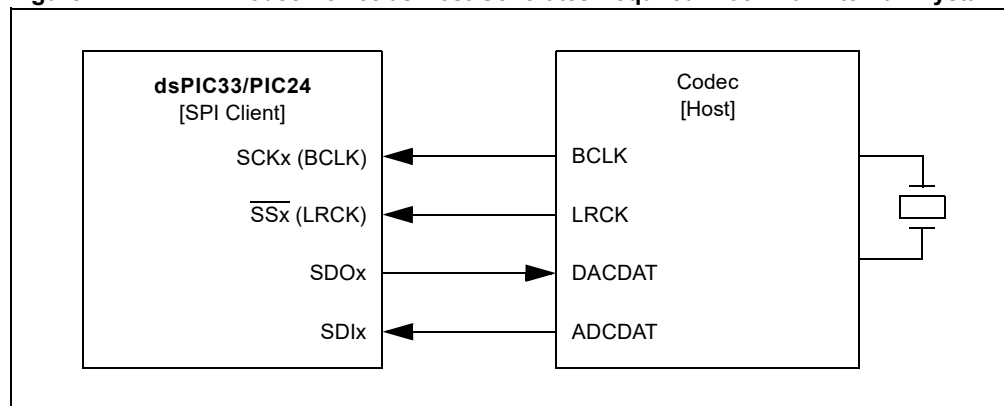 dsPIC33/PIC24
[SPI Client]
Codec
[Host]
SCKx (BCLK)
BCLK
SSx (LRCK)
LRCK
SDOx
DACDAT
SDIx
ADCDAT